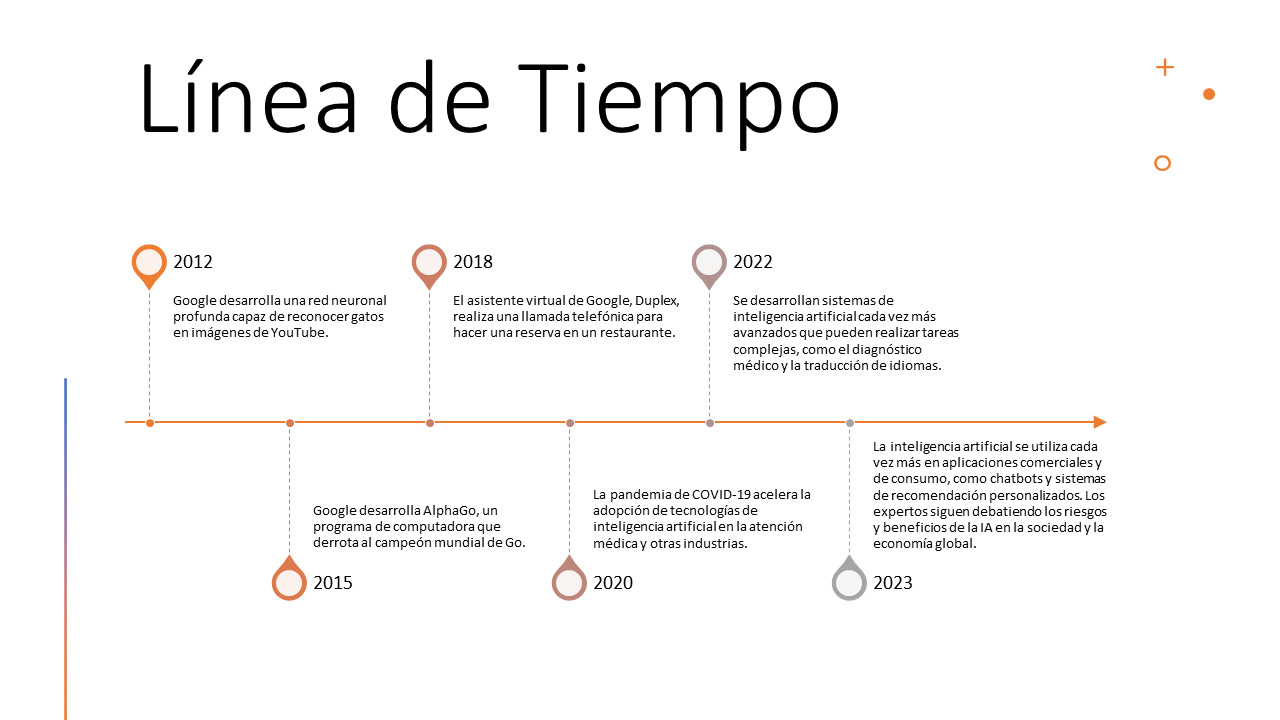 Línea de Tiempo
2012
Google desarrolla una red neuronal
profunda capaz de reconocer gatos
en imágenes de YouTube.
2018
El asistente virtual de Google, Duplex,
realiza una llamada telefónica para
hacer una reserva en un restaurante.
2022
Se desarrollan sistemas de
inteligencia artificial cada vez más
avanzados que pueden realizar tareas
complejas, como el diagnóstico
médico y la traducción de idiomas.
Google desarrolla AlphaGo, un
programa de computadora que
derrota al campeón mundial de Go.
2015
La pandemia de COVID-19 acelera la
adopción de tecnologías de
inteligencia artificial en la atención
médica y otras industrias.
2020
La inteligencia artificial se utiliza cada
vez más en aplicaciones comerciales y
de consumo, como chatbots y sistemas
de recomendación personalizados. Los
expertos siguen debatiendo los riesgos
y beneficios de la IA en la sociedad y la
economía global.
2023